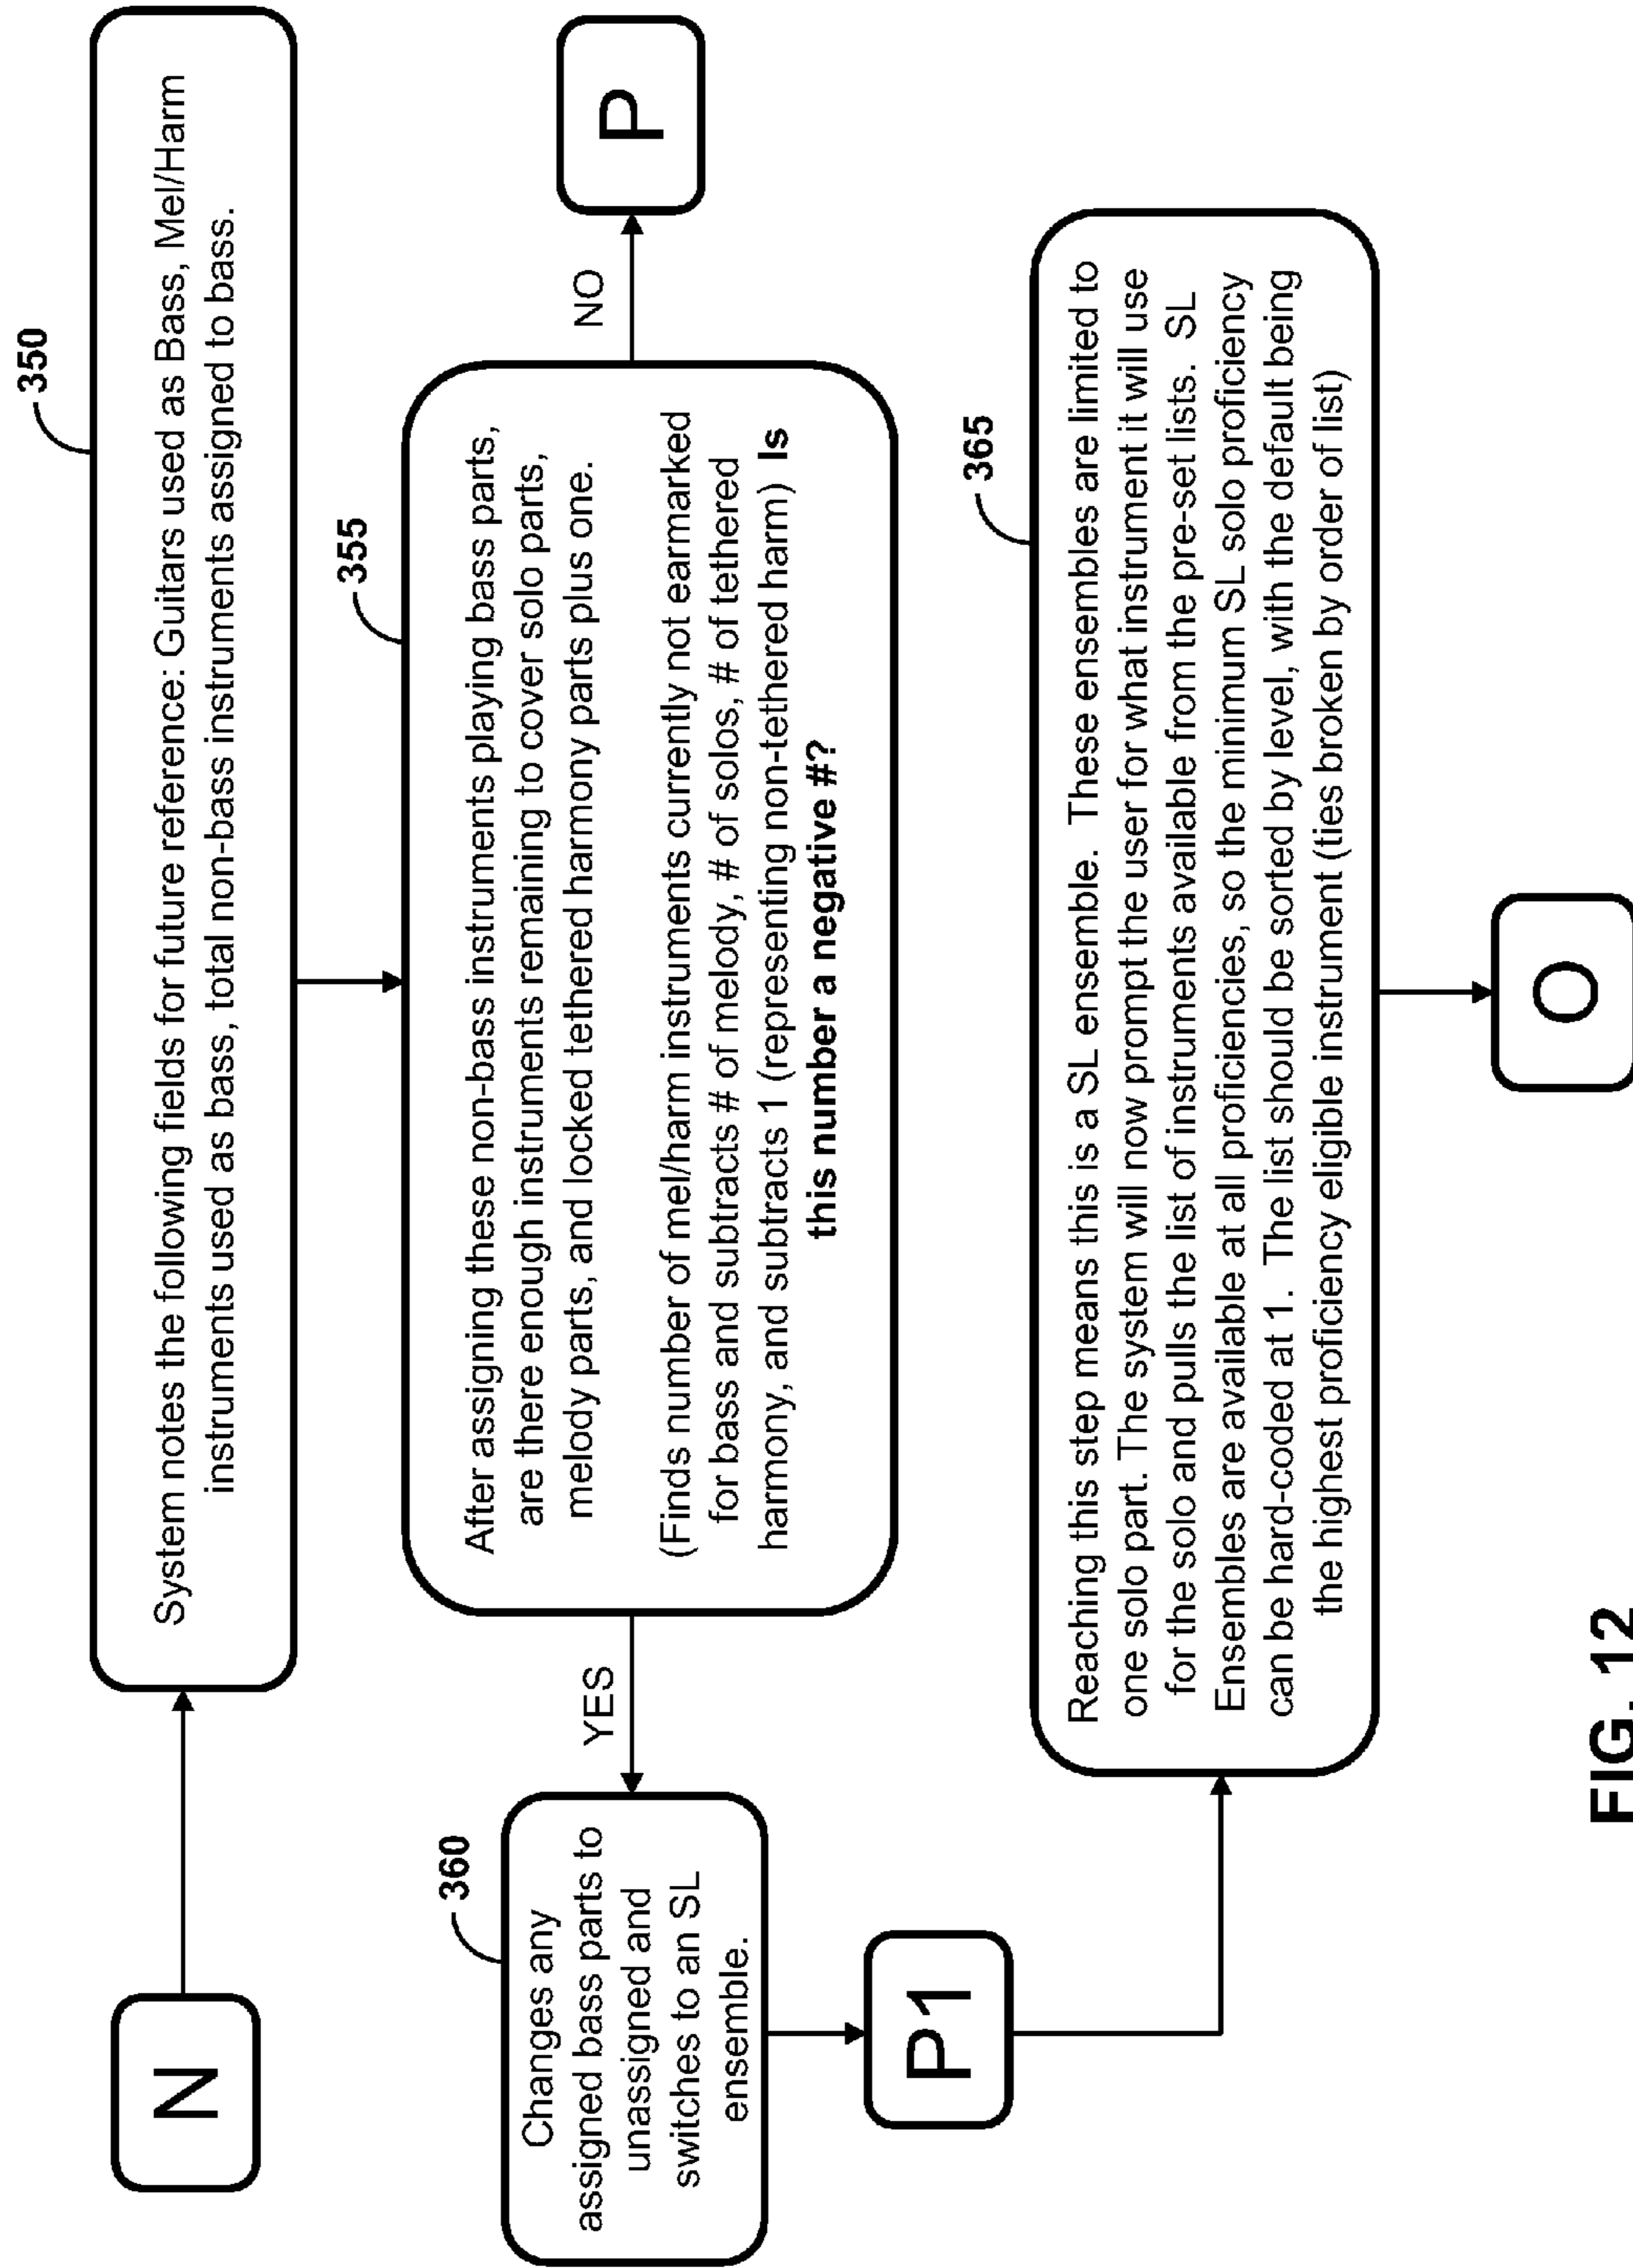 350
N
System notes the following fields for future reference: Guitars used as Bass, Mel/Harm
instruments used as bass, total non-bass instruments assigned to bass.
355
After assigning these non-bass instruments playing bass parts,
are there enough instruments remaining to cover solo parts,
melody parts, and locked tethered harmony parts plus one.
(Finds number of mel/harm instruments currently not earmarked
for bass and subtracts # of melody, # of solos, # of tethered
harmony, and subtracts 1 (representing non-tethered harm) Is
this number a negative #?
NO
P
YES
360
Changes any
assigned bass parts to
unassigned and
switches to an SL
ensemble.
P1
365
Reaching this step means this is a SL ensemble. These ensembles are limited to
one solo part. The system will now prompt the user for what instrument it will use
for the solo and pulls the list of instruments available from the pre-set lists. SL
Ensembles are available at all proficiencies, so the minimum SL solo proficiency
can be hard-coded at 1. The list should be sorted by level, with the default being
the highest proficiency eligible instrument (ties broken by order of list)
O
FIG. 12